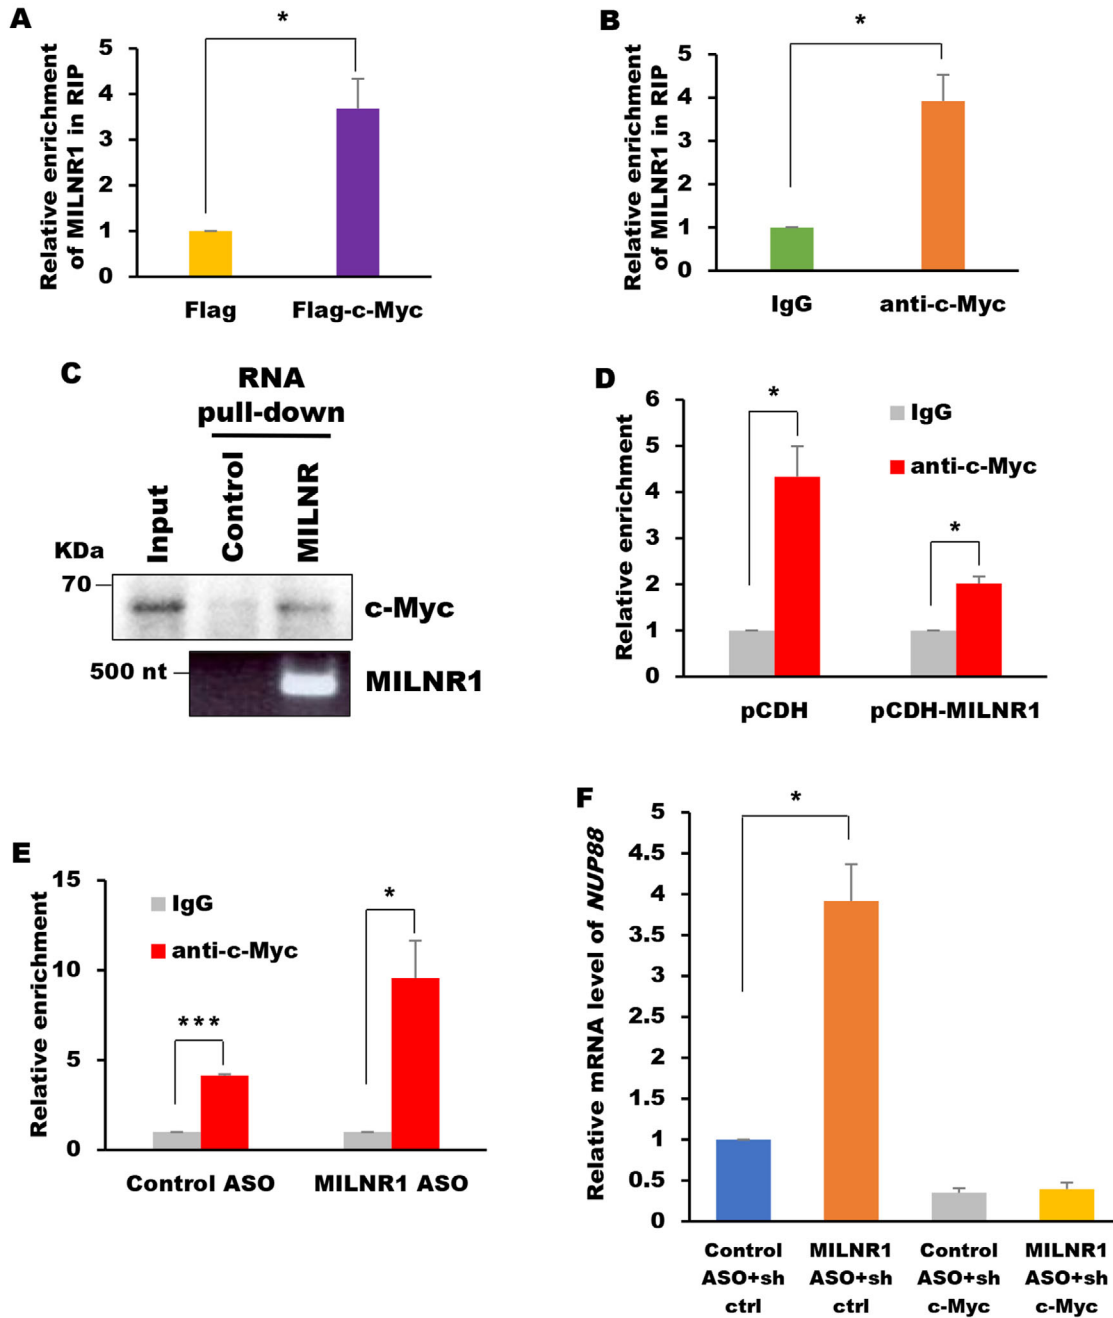 A
*
Relative enrichment
of MILNR1 in RIP
5
4
3
2
1
0
Flag
Flag-c-Myc
B
*
Relative enrichment
of MILNR1 in RIP
5
4
3
2
1
0
IgG
anti-c-Myc
C
RNA
pull-down
Input
Control
MILNR
KDa
70
c-Myc
500 nt
MILNR1
D
*
*
IgG
anti-c-Myc
Relative enrichment
6
5
4
3
2
1
0
pCDH
pCDH-MILNR1
E
IgG
anti-c-Myc
***
*
Relative enrichment
15
10
5
0
Control ASO
MILNR1 ASO
F
*
Relative mRNA level of NUP88
5
4.5
4
3.5
3
2.5
2
1.5
1
0.5
0
Control
ASO+sh
ctrl
MILNR1
ASO+sh
ctrl
Control
ASO+sh
c-Myc
MILNR1
ASO+sh
c-Myc